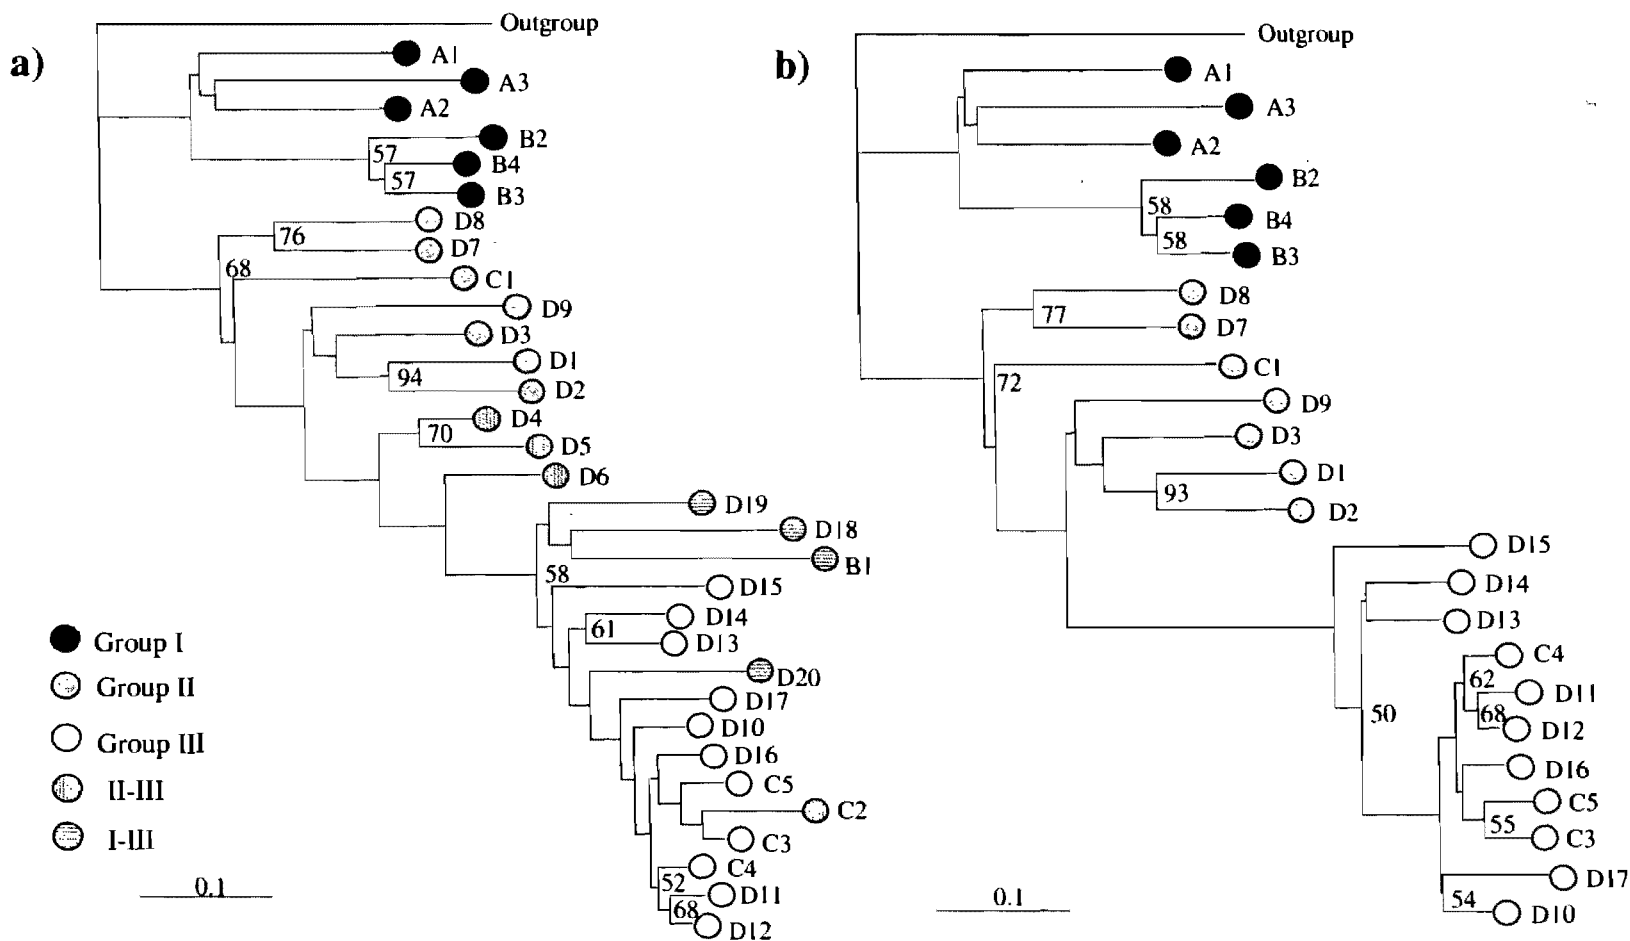 a)
Outgroup
A1
A3
A2
B2
57
B4
57
B3
D8
76
D7
68
C1
D9
D3
D1
94
D2
D4
70
D5
D6
D19
D18
B1
58
D15
D14
61
D13
D20
D17
D10
D16
C5
C2
C3
C4
52
D11
68
D12
Group I
Group II
Group III
II-III
I-III
0.1
b)
Outgroup
A1
A3
A2
B2
58
B4
58
B3
D8
77
D7
C1
72
D9
D3
D1
93
D2
D15
D14
D13
C4
62
D11
68
D12
50
D16
C5
55
C3
D17
54
D10
0.1